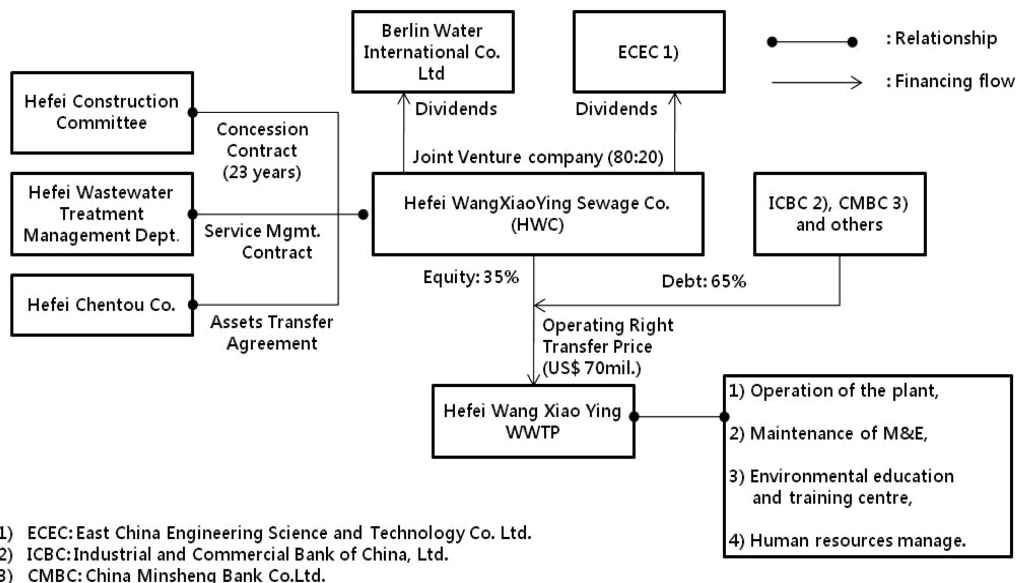 Berlin Water
International Co.
Ltd
ECEC 1)
: Relationship
: Financing flow
Hefei Construction
Committee
Dividends
Dividends
Concession
Contract
(23 years)
Joint Venture company (80:20)
Hefei Wastewater
Treatment
Management Dept.
Hefei WangXiaoYing Sewage Co.
(HWC)
ICBC 2), CMBC 3)
and others
Service Mgmt.
Contract
Equity: 35%
Debt: 65%
Hefei Chentou Co.
Assets Transfer
Agreement
Operating Right
Transfer Price
(US$ 70mil.)
Hefei Wang Xiao Ying
WWTP
1) Operation of the plant,
2) Maintenance of M&E,
3) Environmental education
and training centre,
4) Human resources manage.
1) ECEC: East China Engineering Science and Technology Co. Ltd.
2) ICBC: Industrial and Commercial Bank of China, Ltd.
3) CMBC: China Minsheng Bank Co.Ltd.